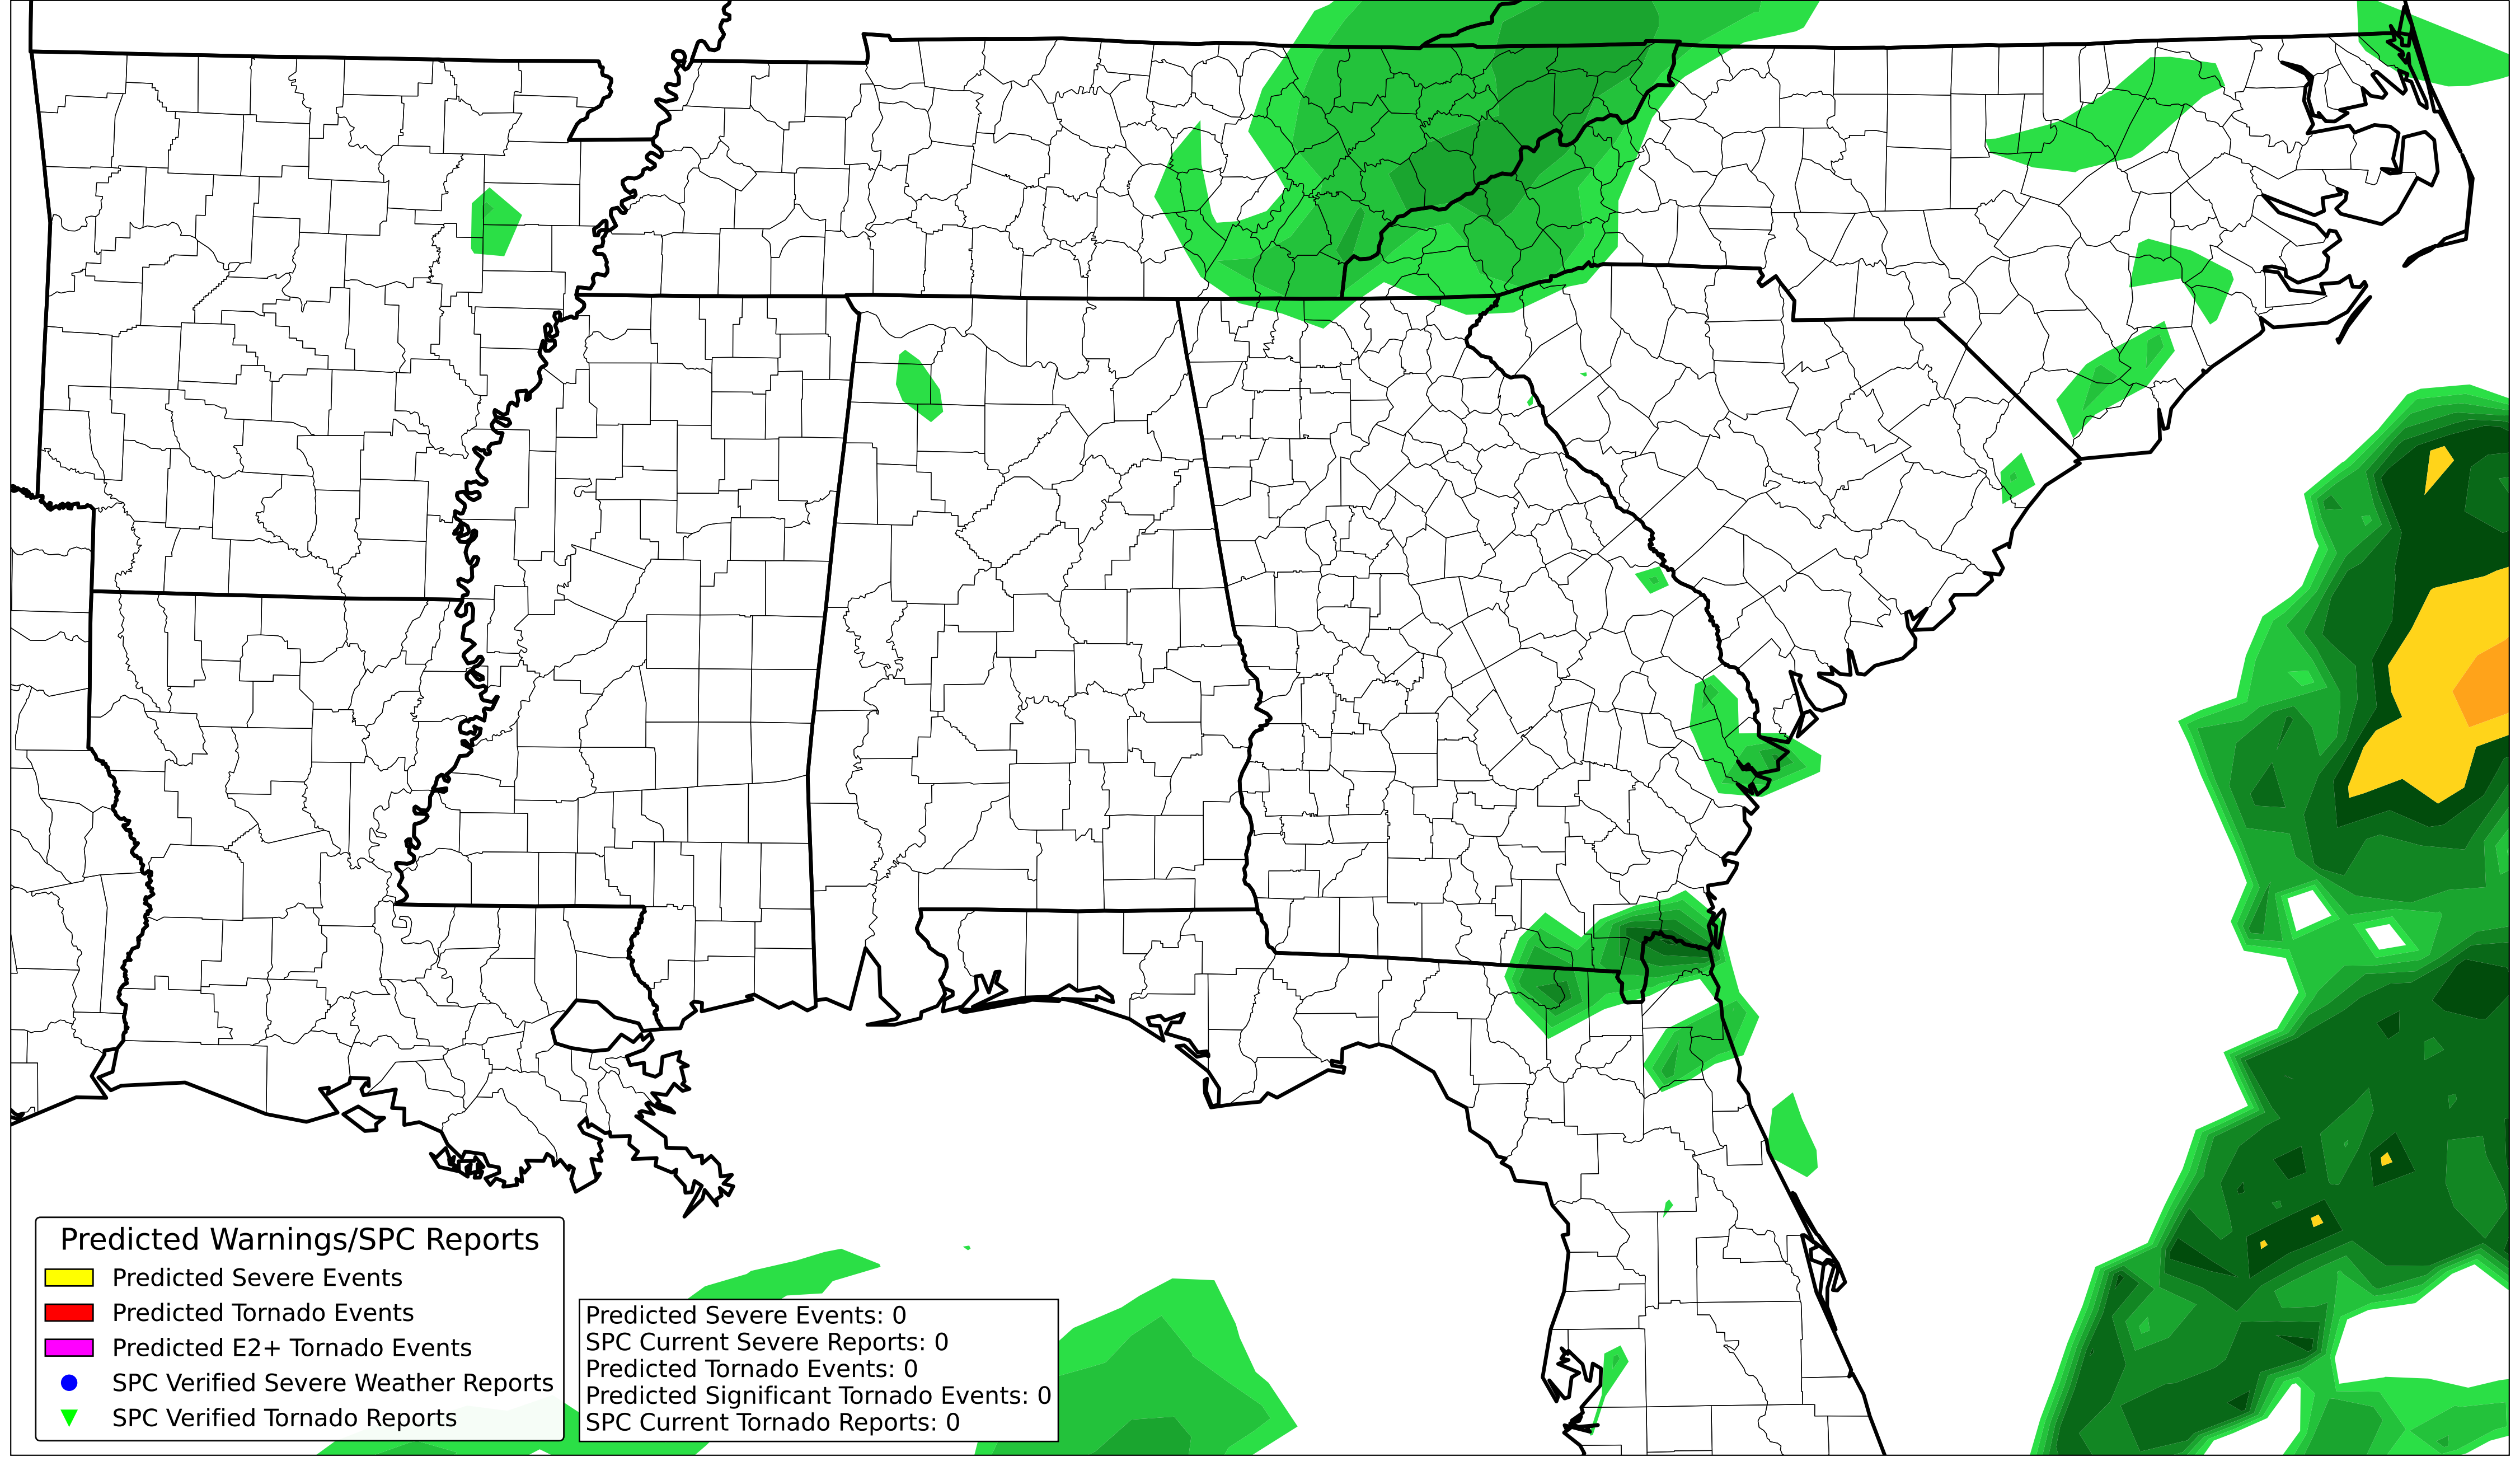 Predicted Warnings/SPC Reports
Predicted Severe Events
Predicted Tornado Events
Predicted E2+ Tornado Events
SPC Verified Severe Weather Reports
SPC Verified Tornado Reports
Predicted Severe Events: 0
SPC Current Severe Reports: 0
Predicted Tornado Events: 0
Predicted Significant Tornado Events: 0
SPC Current Tornado Reports: 0